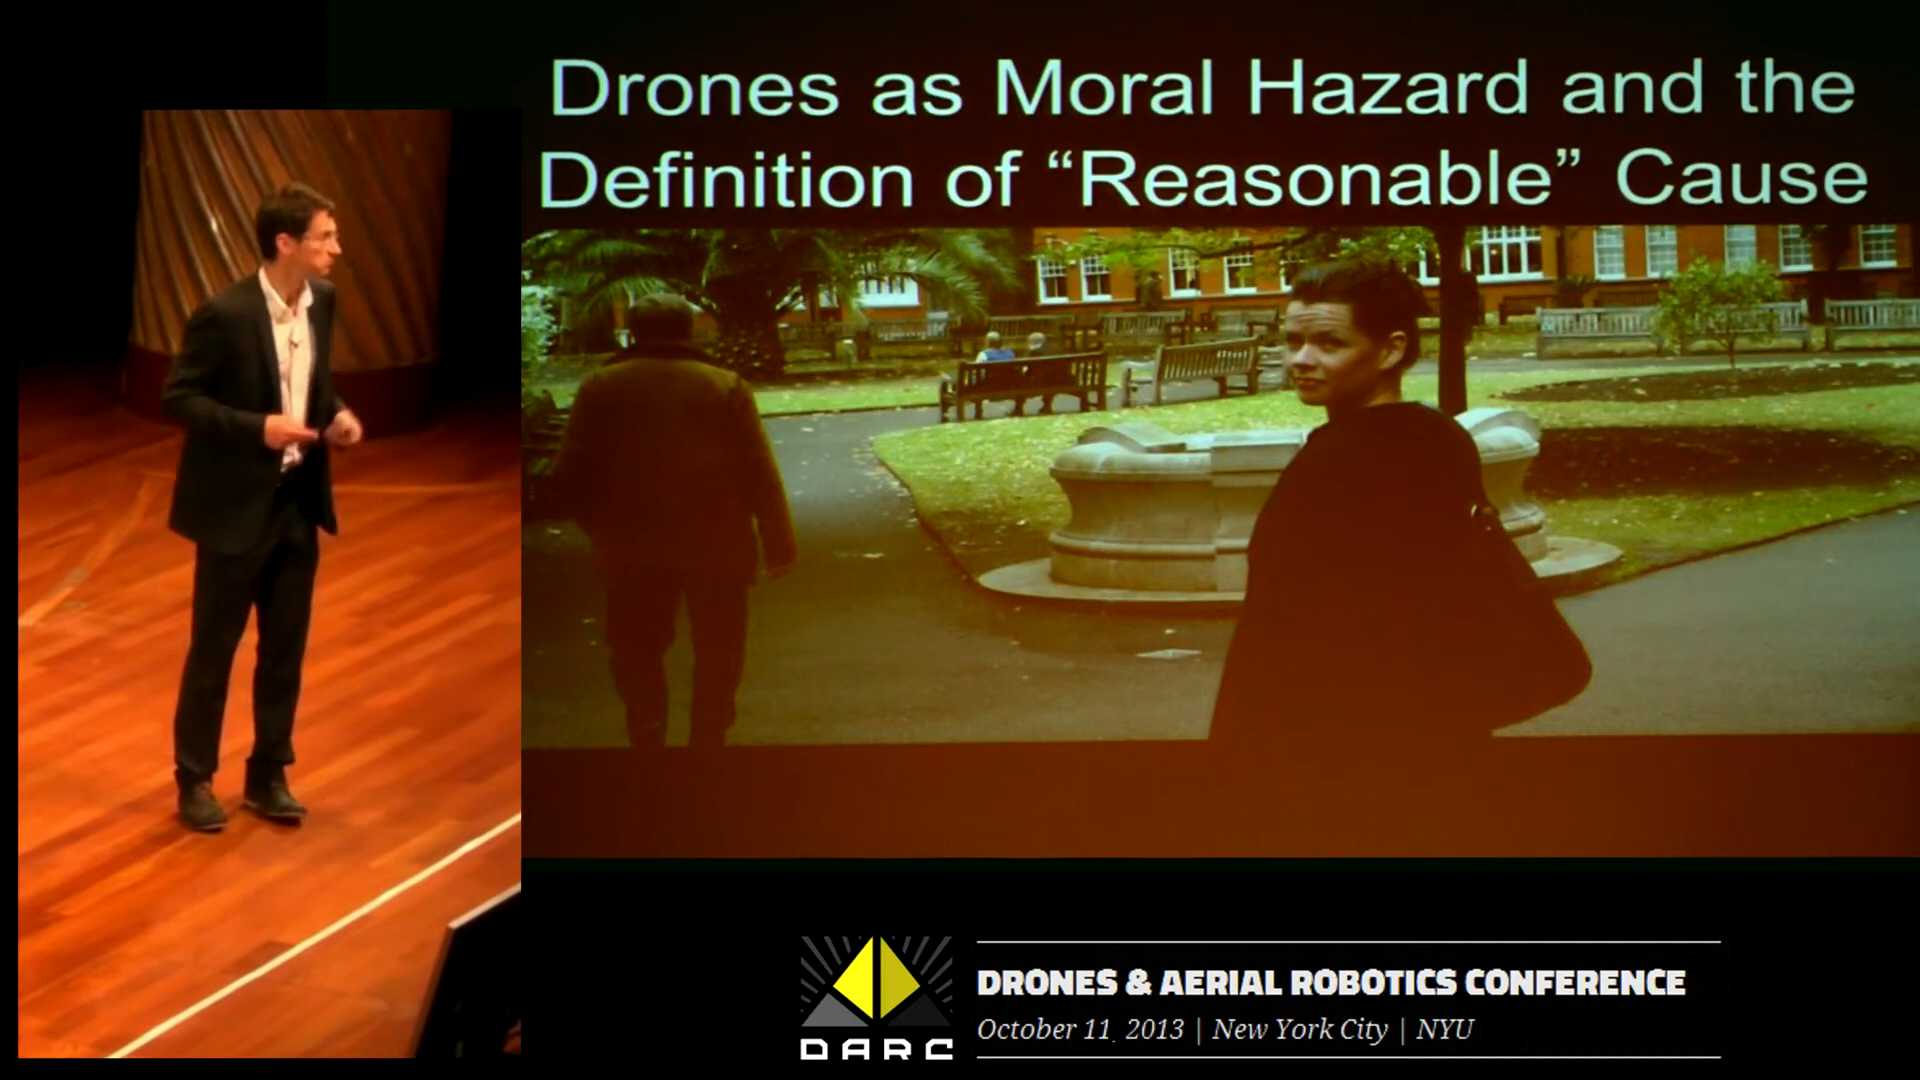 Drones as Moral Hazard and the
Definition of “Reasonable” Cause
DRONES & AERIAL ROBOTICS CONFERENCE
October 11, 2013 | New York City | NYU
DARC